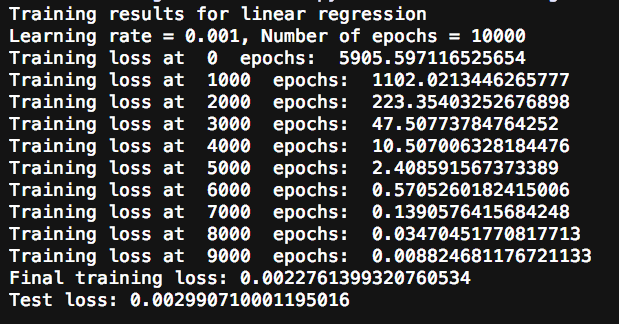 Training results for linear regression
Learning rate = 0.001, Number of epochs = 10000
Training loss at  0  epochs:  5905.597116525654
Training loss at  1000  epochs:  1102.0213446265777
Training loss at  2000  epochs:  223.35403252676898
Training loss at  3000  epochs:  47.50773784764252
Training loss at  4000  epochs:  10.507006328184476
Training loss at  5000  epochs:  2.408591567373389
Training loss at  6000  epochs:  0.5705260182415006
Training loss at  7000  epochs:  0.1390576415684248
Training loss at  8000  epochs:  0.03470451770817713
Training loss at  9000  epochs:  0.008824681176721133
Final training loss: 0.0022761399320760534
Test loss: 0.002990710001195016